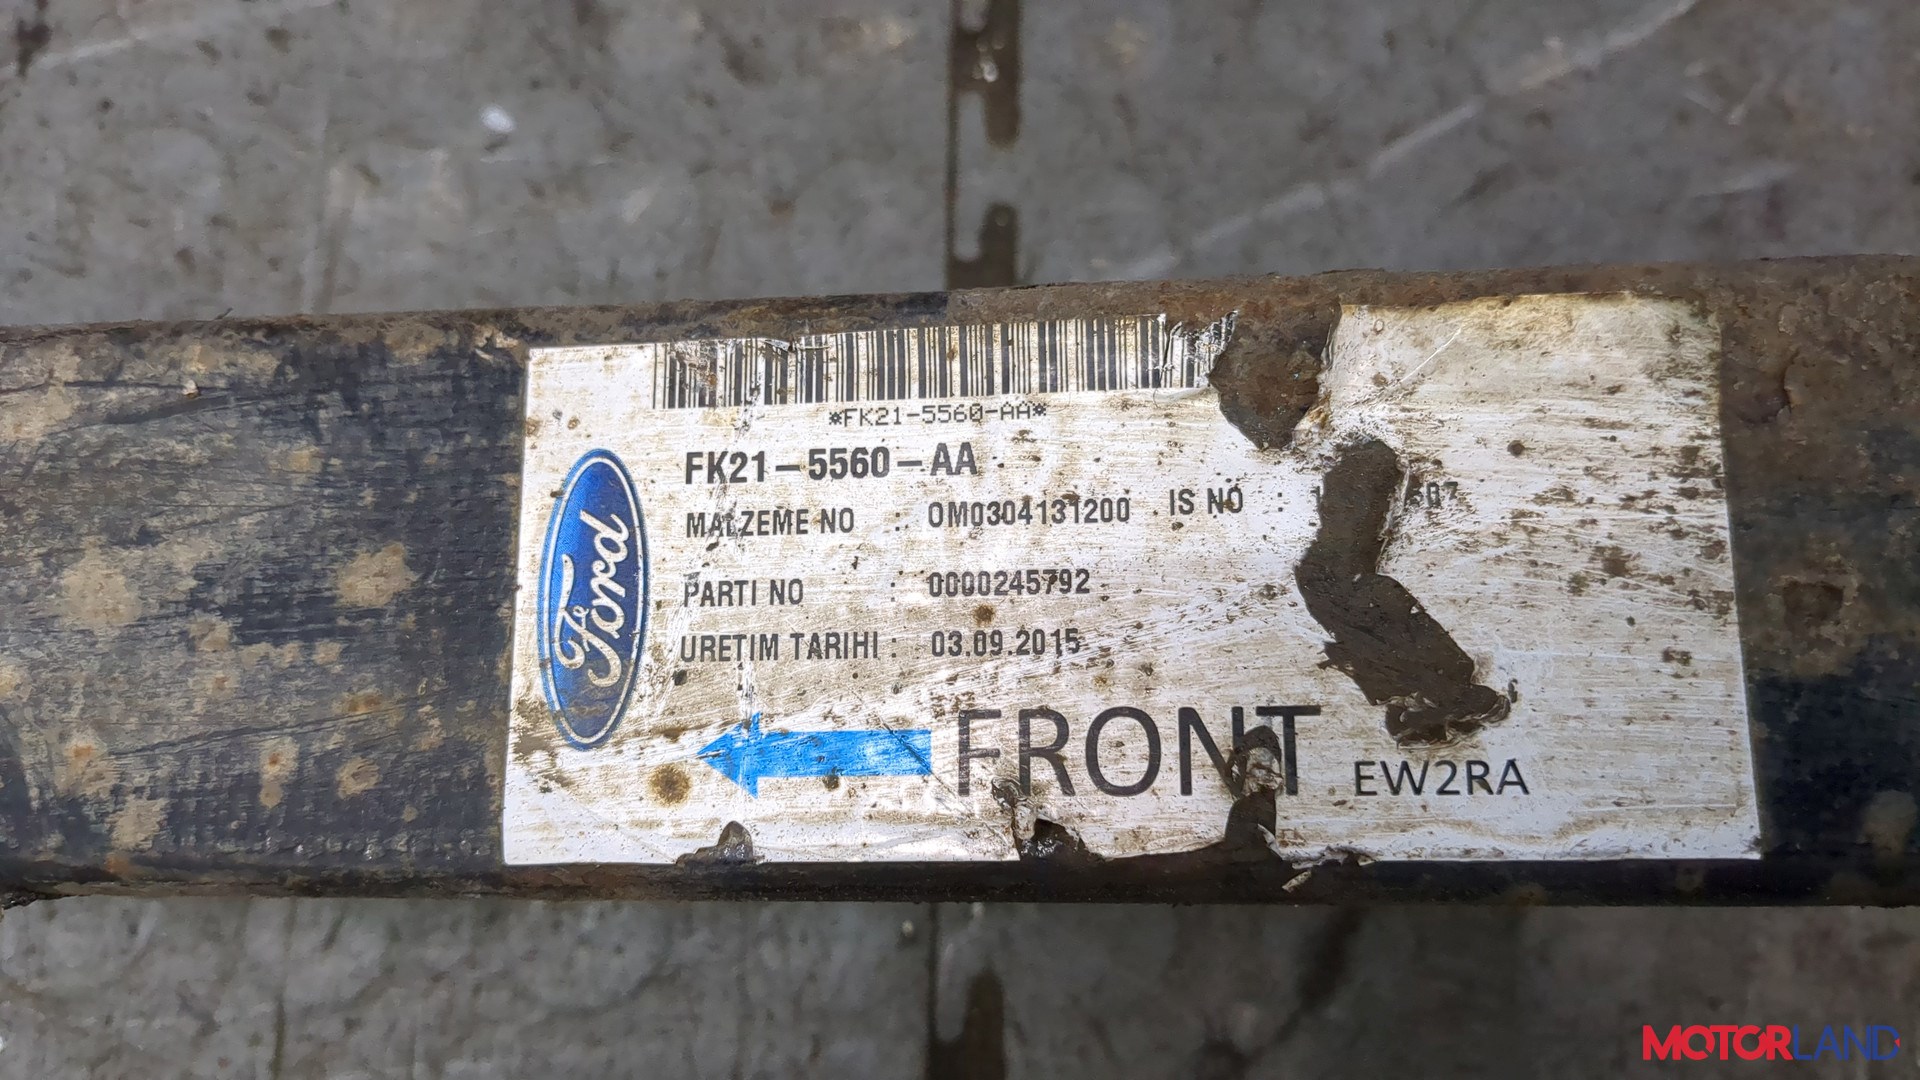 *FK21-5560-AA*
FK21-5560-AA
MALZEME NO : OM0304131200 IS NO :
PARTI NO : 0000245792
URETIM TARIHI : 03.09.2015
Ford
FRONT EW2RA
MOTORLAND